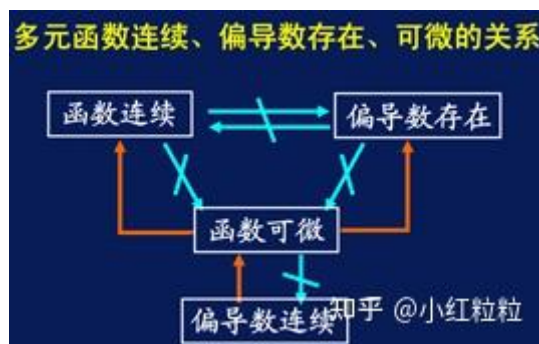 多元函数连续、偏导数存在、可微的关系
函数连续
偏导数存在
函数可微
偏导数连续
知乎 @小红粒粒